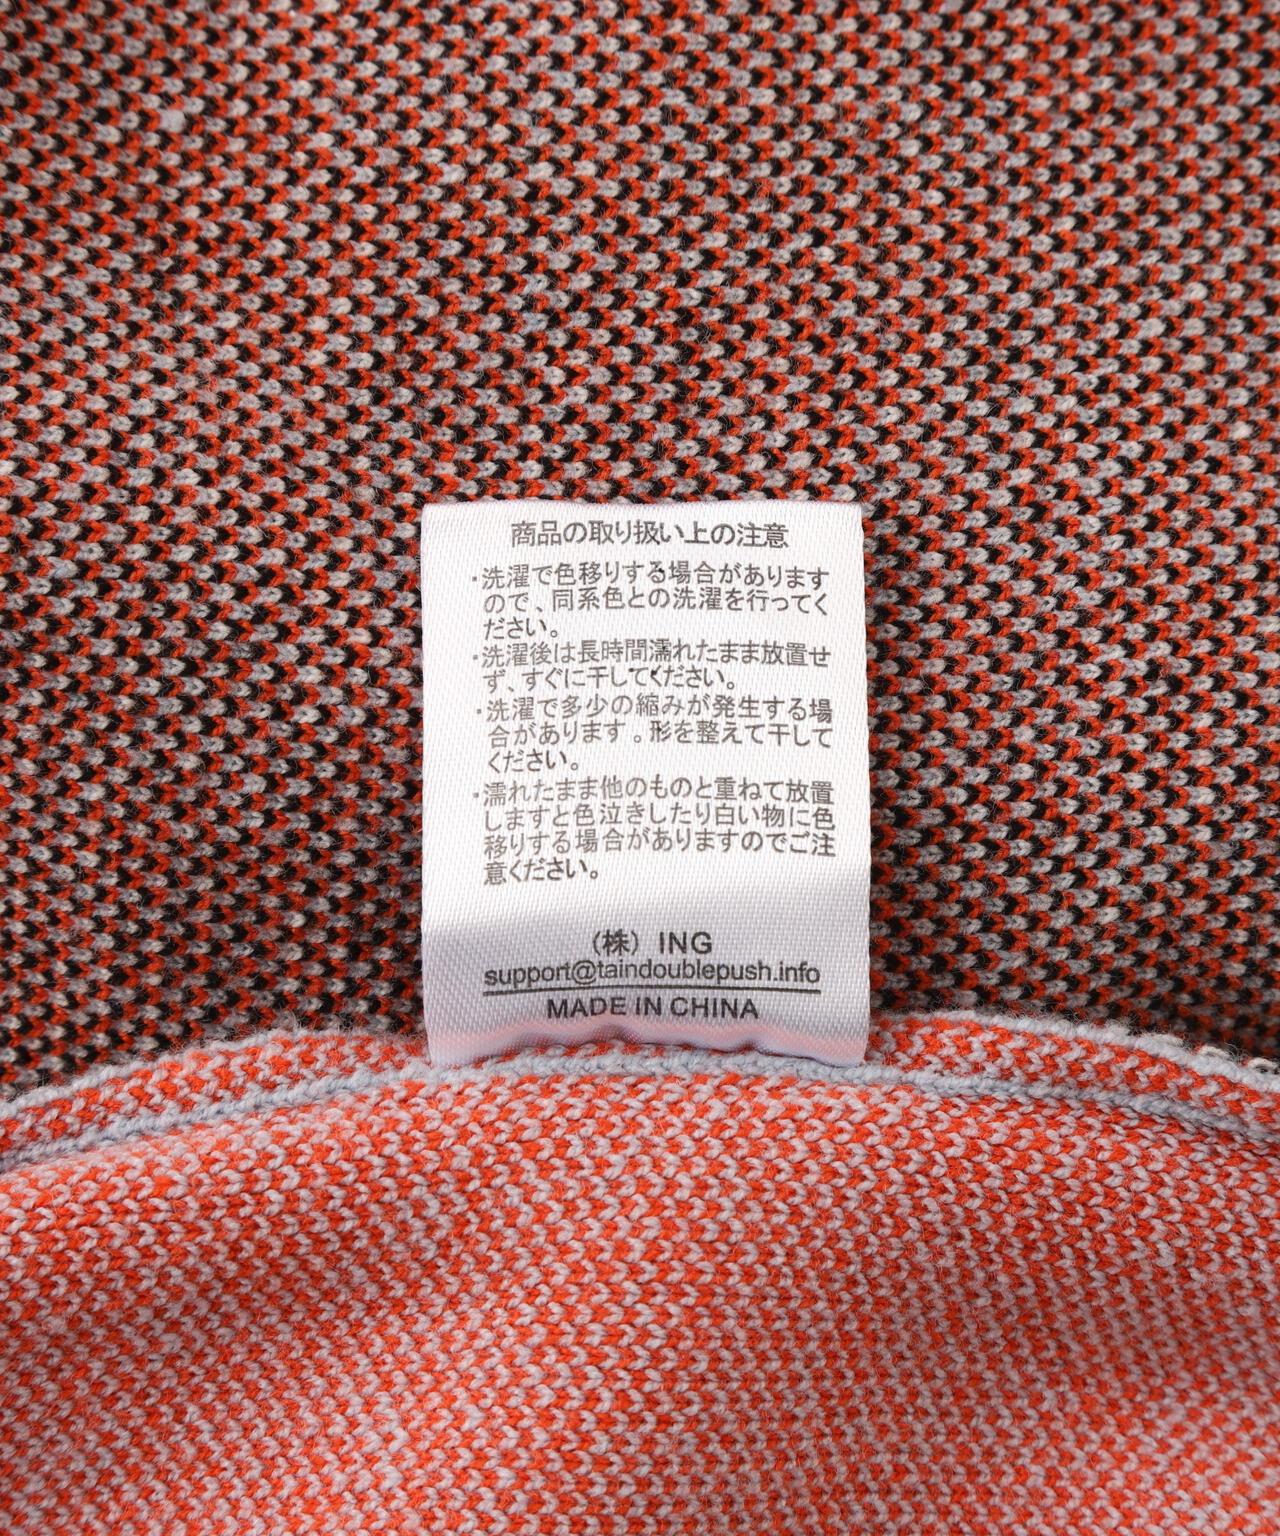 商品の取り扱い上の注意
・洗濯で色移りする場合があります
ので、同系色との洗濯を行ってく
ださい。
・洗濯後は長時間濡れたまま放置せ
ず、すぐに干してください。
・洗濯で多少の縮みが発生する場
合があります。形を整えて干して
ください。
・濡れたまま他のものと重ねて放置
しますと色泣きしたり白い物に色
移りする場合がありますのでご注
意ください。
（株）ING
support@taindoublepush.info
MADE IN CHINA